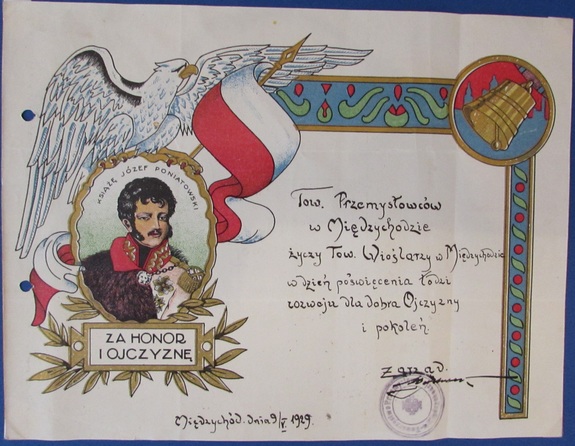 KSIĄŻĘ JÓZEF PONIATOWSKI
ZA HONOR
I OJCZYZNĘ
Tow. Przemysłowców
w Międzychodzie
życzy Tow. Wioślarzy w Międzychodzie
w dzień poświęcenia łodzi
rozwoju dla dobra Ojczyzny
i pokoleń.
Zarząd.
Międzychód, dnia 9/V 1929.